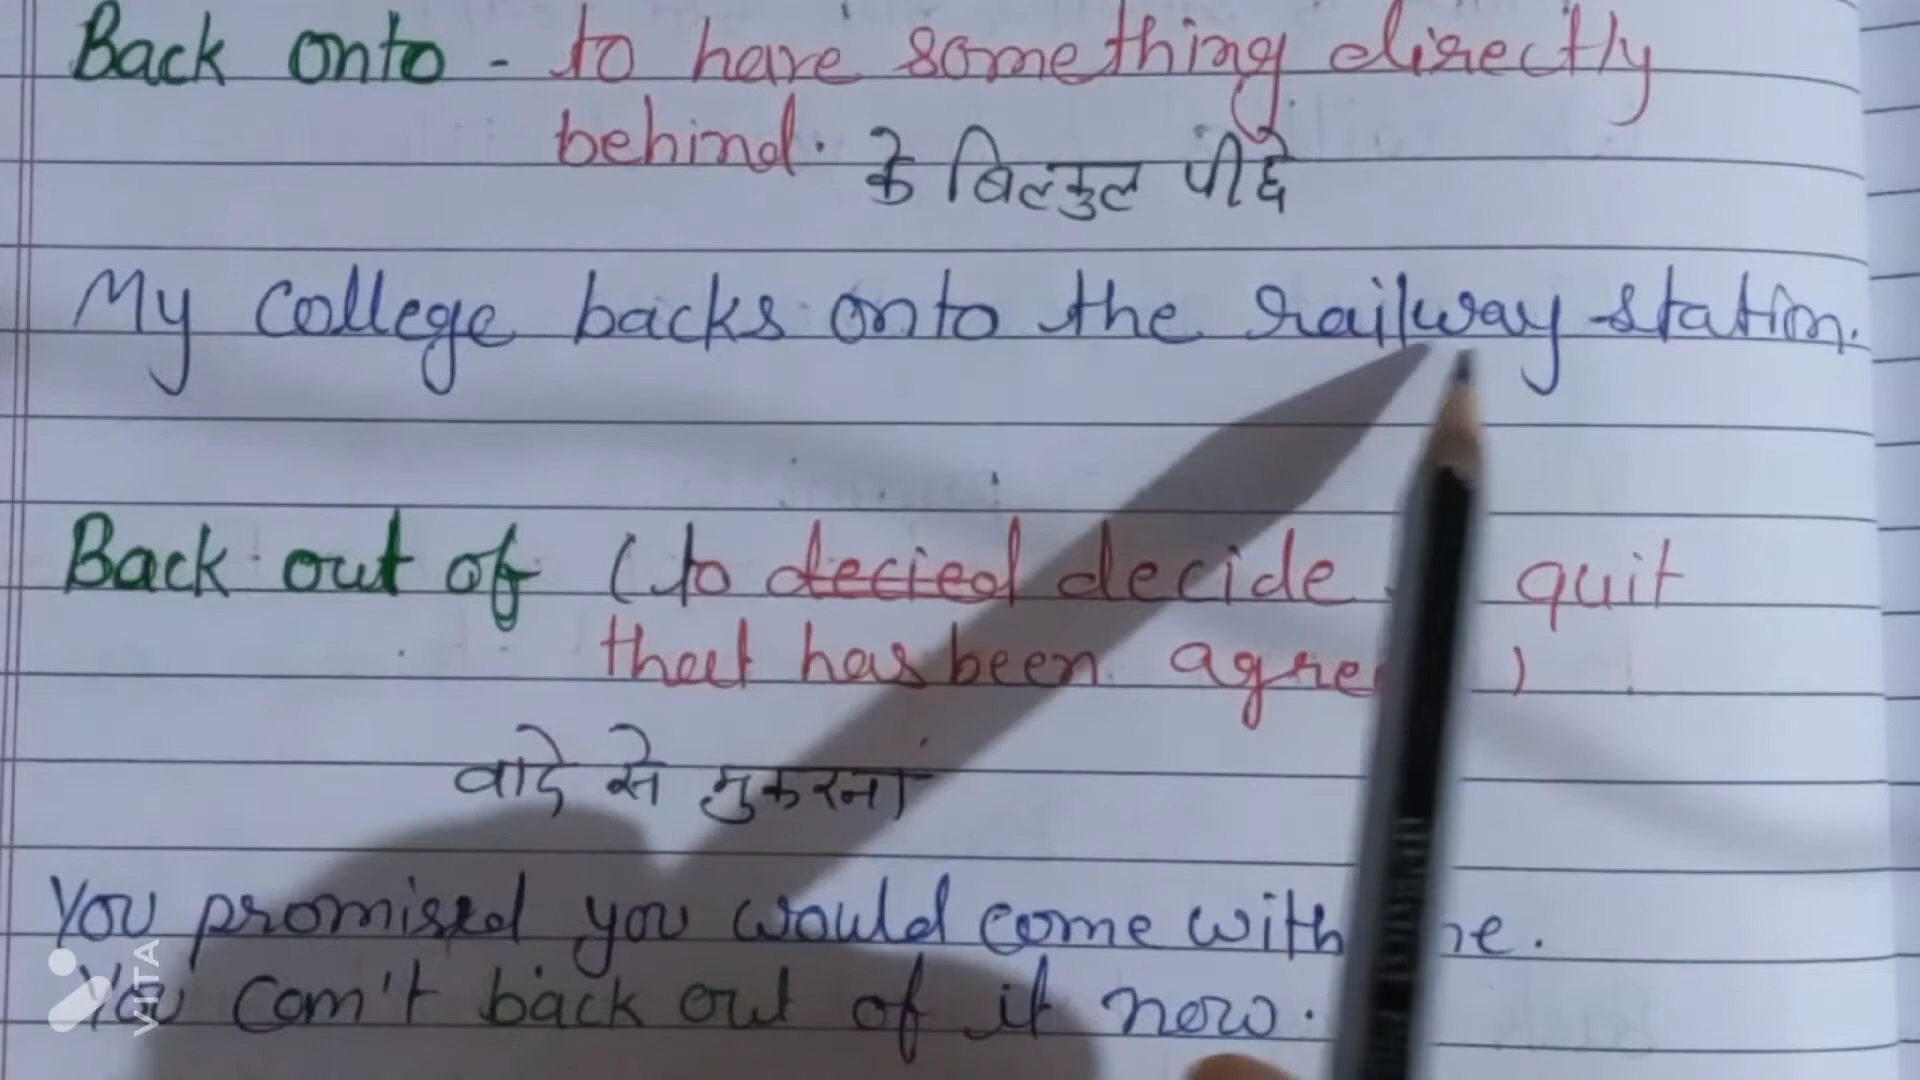 Back onto - to have something directly
behind. के बिल्कुल पीछे
My college backs onto the railway station.
Back out of ( to decied decide quit
that has been agre )
वादे से मुकरना
You promised you would come with
You can't back out of it now.
VITA